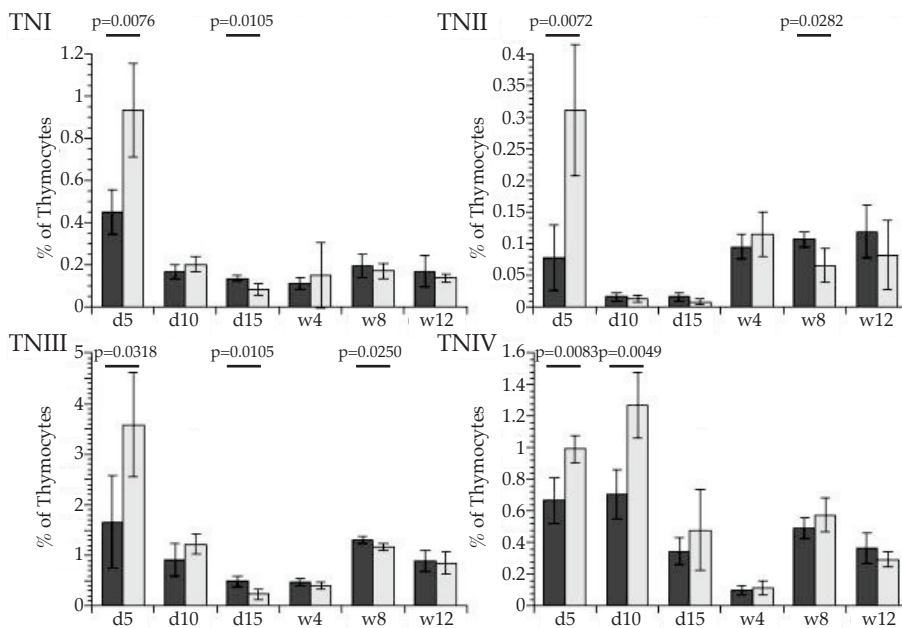 TNI
p=0.0076
p=0.0105
% of Thymocytes
1.2
1
0.8
0.6
0.4
0.2
0
d5 d10 d15 w4 w8 w12
TNII
p=0.0072
p=0.0282
% of Thymocytes
0.4
0.35
0.3
0.25
0.2
0.15
0.1
0.05
0
d5 d10 d15 w4 w8 w12
TNIII
p=0.0318
p=0.0105
p=0.0250
% of Thymocytes
5
4
3
2
1
0
d5 d10 d15 w4 w8 w12
TNIV
p=0.0083
p=0.0049
% of Thymocytes
1.6
1.4
1.2
1
0.8
0.6
0.4
0.2
0
d5 d10 d15 w4 w8 w12